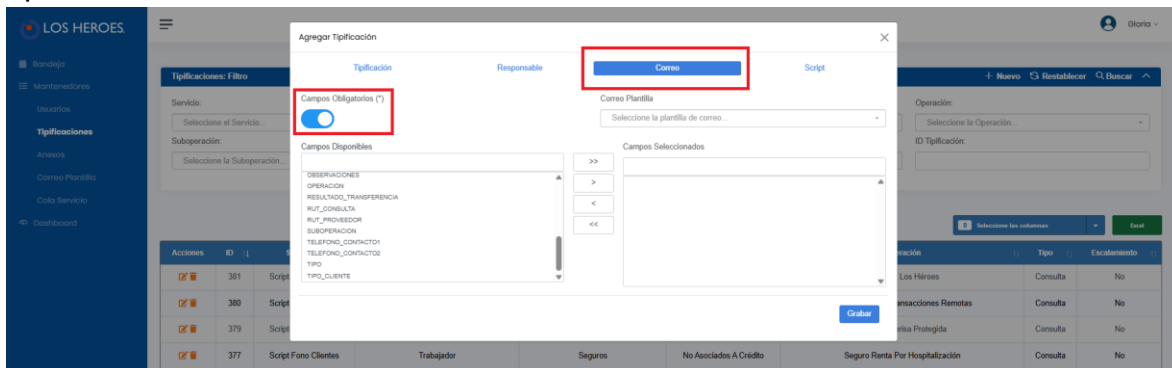 LOS HEROES.
Gloria
Bandeja
Mantenedores
Usuarios
Tipificaciones
Anexos
Correo Plantilla
Cola Servicio
Dashboard
Tipificaciones: Filtro
+ Nuevo Restablecer Buscar
Servicio:
Seleccione el Servicio...
Suboperación:
Seleccione la Suboperación...
Operación:
Seleccione la Operación...
ID Tipificación:
Agregar Tipificación
Tipificación Responsable Correo Script
Campos Obligatorios (*)
Correo Plantilla
Seleccione la plantilla de correo...
Campos Disponibles
Campos Seleccionados
>>
>
<
<<
OBSERVACIONES
OPERACION
RESULTADO_TRANSFERENCIA
RUT_CONSULTA
RUT_PROVEEDOR
SUBOPERACION
TELEFONO_CONTACTO1
TELEFONO_CONTACTO2
TIPO
TIPO_CLIENTE
Grabar
0 Seleccione las columnas
Excel
Acciones ID Tipo Escalamiento
381 Script Los Héroes Consulta No
380 Script Remotas Consulta No
379 Script Protegida Consulta No
377 Script Fono Clientes Trabajador Seguros No Asociados A Crédito Seguro Renta Por Hospitalización Consulta No